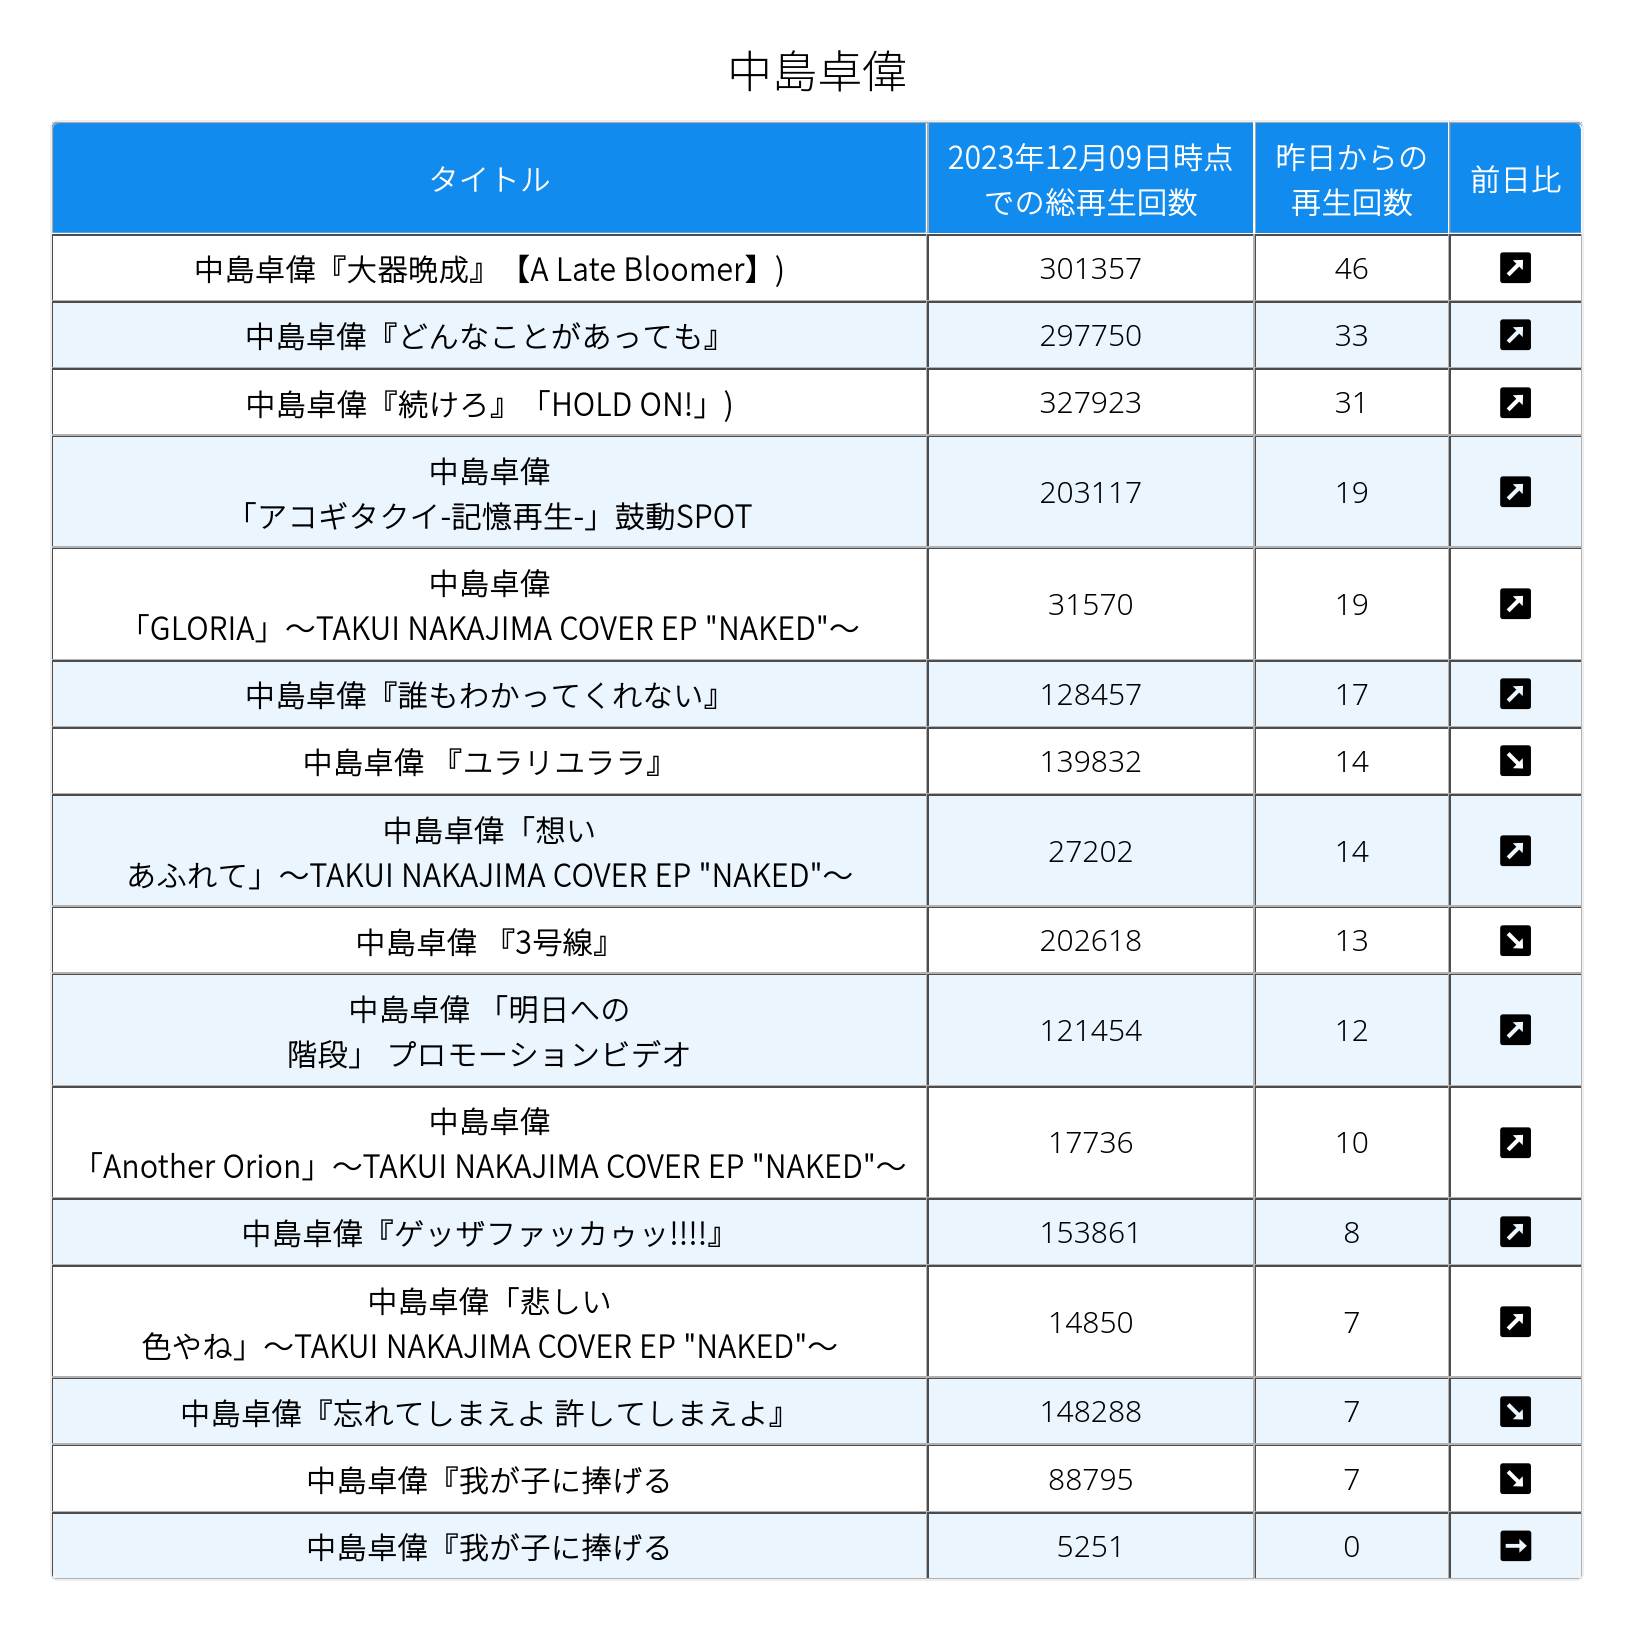 中島卓偉
タイトル
2023年12月09日時点
での総再生回数
昨日からの
再生回数
前日比
中島卓偉『大器晩成』【A Late Bloomer】)
301357
46
中島卓偉『どんなことがあっても』
297750
33
中島卓偉『続けろ』「HOLD ON!」)
327923
31
中島卓偉
「アコギタクイ-記憶再生-」鼓動SPOT
203117
19
中島卓偉
「GLORIA」～TAKUI NAKAJIMA COVER EP "NAKED"～
31570
19
中島卓偉『誰もわかってくれない』
128457
17
中島卓偉 『ユラリユララ』
139832
14
中島卓偉「想い
あふれて」～TAKUI NAKAJIMA COVER EP "NAKED"～
27202
14
中島卓偉 『3号線』
202618
13
中島卓偉 「明日への
階段」 プロモーションビデオ
121454
12
中島卓偉
「Another Orion」～TAKUI NAKAJIMA COVER EP "NAKED"～
17736
10
中島卓偉『ゲッザファッカゥッ!!!!』
153861
8
中島卓偉「悲しい
色やね」～TAKUI NAKAJIMA COVER EP "NAKED"～
14850
7
中島卓偉『忘れてしまえよ 許してしまえよ』
148288
7
中島卓偉『我が子に捧げる
88795
7
中島卓偉『我が子に捧げる
5251
0